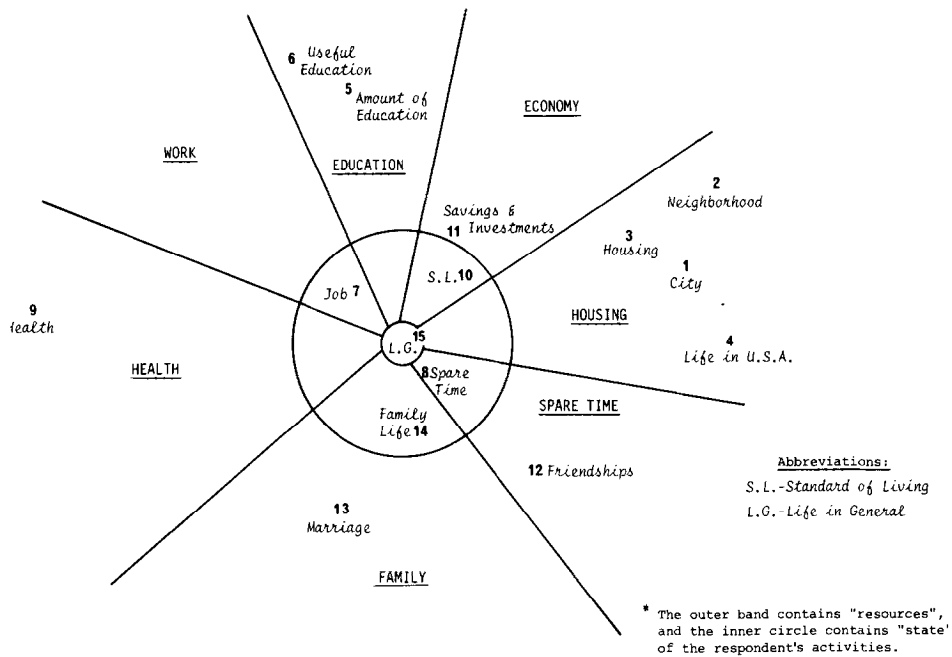 6 Useful
Education
5 Amount of
Education
ECONOMY
WORK
EDUCATION
2
Neighborhood
Savings &
11 Investments
3
Housing
1
City
S.L. 10
Job 7
9
Health
HOUSING
L.G. 15
4
Life in U.S.A.
HEALTH
8 Spare
Time
SPARE TIME
Family
Life 14
12 Friendships
Abbreviations:
S.L.-Standard of Living
L.G.-Life in General
13
Marriage
FAMILY
* The outer band contains "resources",
and the inner circle contains "state"
of the respondent's activities.